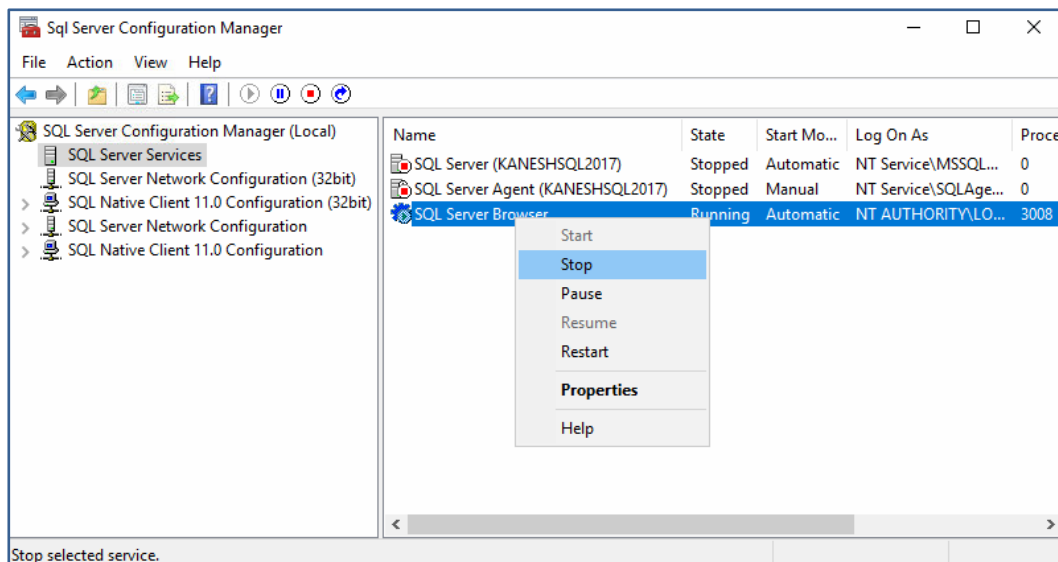 Sql Server Configuration Manager
File Action View Help
SQL Server Configuration Manager (Local)
SQL Server Services
SQL Server Network Configuration (32bit)
SQL Native Client 11.0 Configuration (32bit)
SQL Server Network Configuration
SQL Native Client 11.0 Configuration
Name State Start Mo... Log On As Proce
SQL Server (KANESHSQL2017) Stopped Automatic NT Service\MSSQL... 0
SQL Server Agent (KANESHSQL2017) Stopped Manual NT Service\SQLAge... 0
SQL Server Browser Running Automatic NT AUTHORITY\LO... 3008
Start
Stop
Pause
Resume
Restart
Properties
Help
Stop selected service.